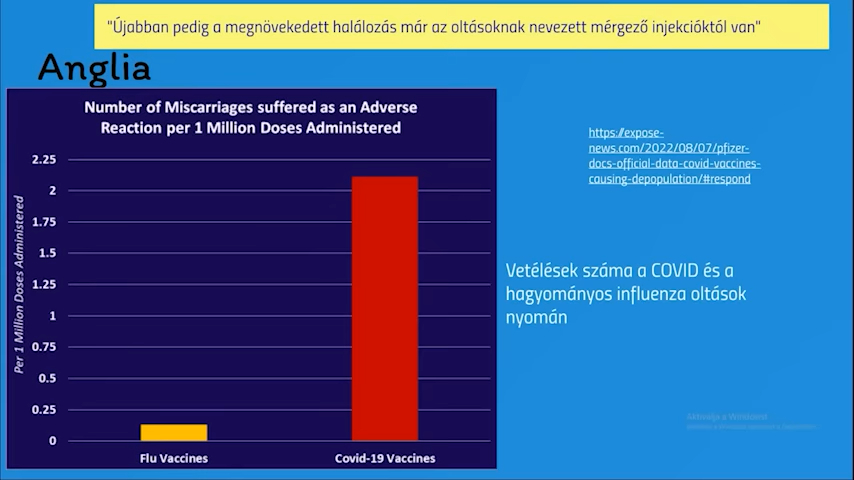 "Újabban pedig a megnövekedett halálozás már az oltásoknak nevezett mérgező injekcióktól van"
Anglia
Number of Miscarriages suffered as an Adverse
Reaction per 1 Million Doses Administered
Per 1 Million Doses Administered
2.25
2
1.75
1.5
1.25
1
0.75
0.5
0.25
0
Flu Vaccines
Covid-19 Vaccines
https://expose-
news.com/2022/08/07/pfizer-
docs-official-data-covid-vaccines-
causing-depopulation/#respond
Vetélések száma a COVID és a
hagyományos influenza oltások
nyomán
Aktiválja a Windowst